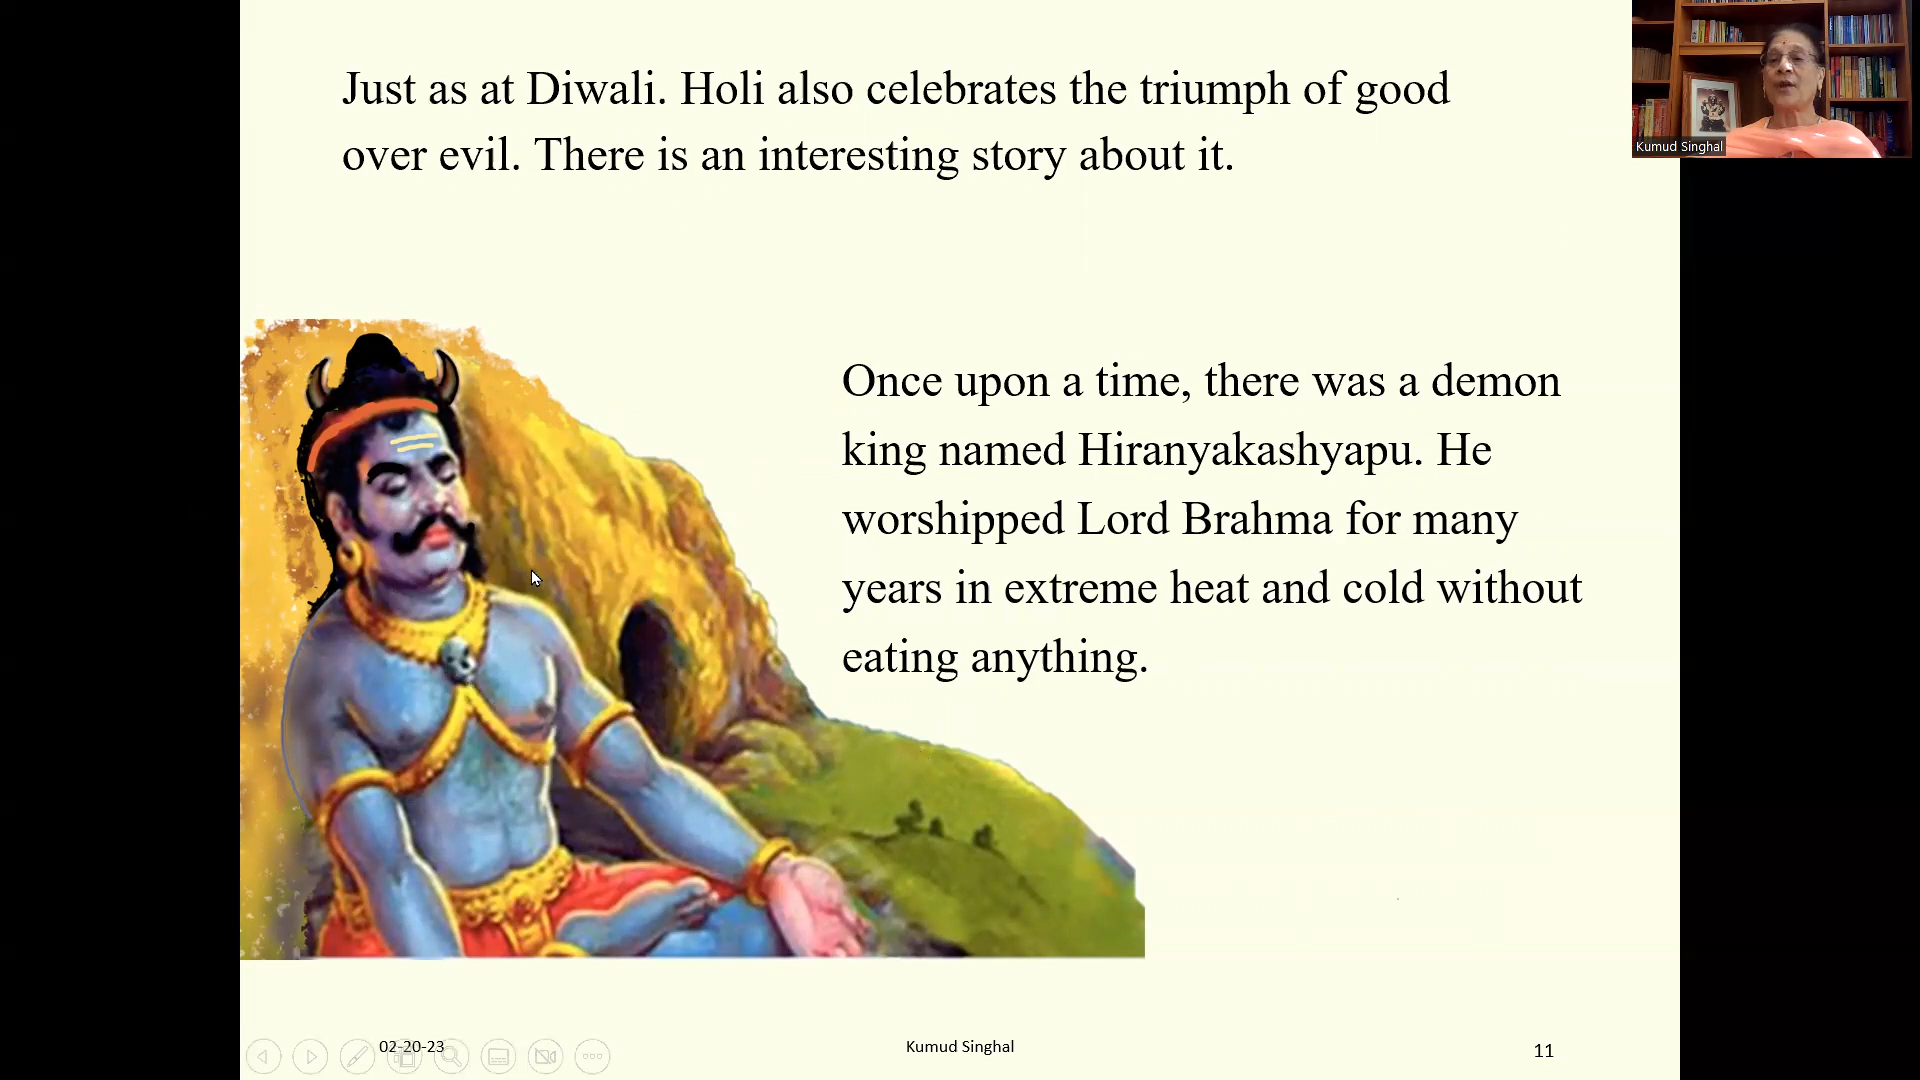 Just as at Diwali. Holi also celebrates the triumph of good
over evil. There is an interesting story about it.
Kumud Singhal
Once upon a time, there was a demon
king named Hiranyakashyapu. He
worshipped Lord Brahma for many
years in extreme heat and cold without
eating anything.
02-20-23
Kumud Singhal
11